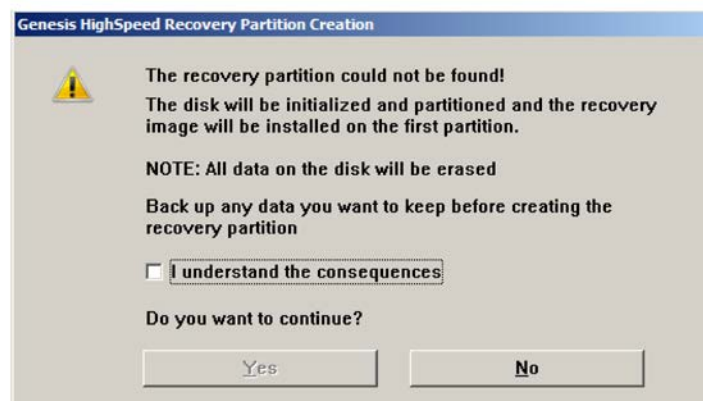 Genesis HighSpeed Recovery Partition Creation
The recovery partition could not be found!
The disk will be initialized and partitioned and the recovery
image will be installed on the first partition.
NOTE: All data on the disk will be erased
Back up any data you want to keep before creating the
recovery partition
I understand the consequences
Do you want to continue?
Yes No